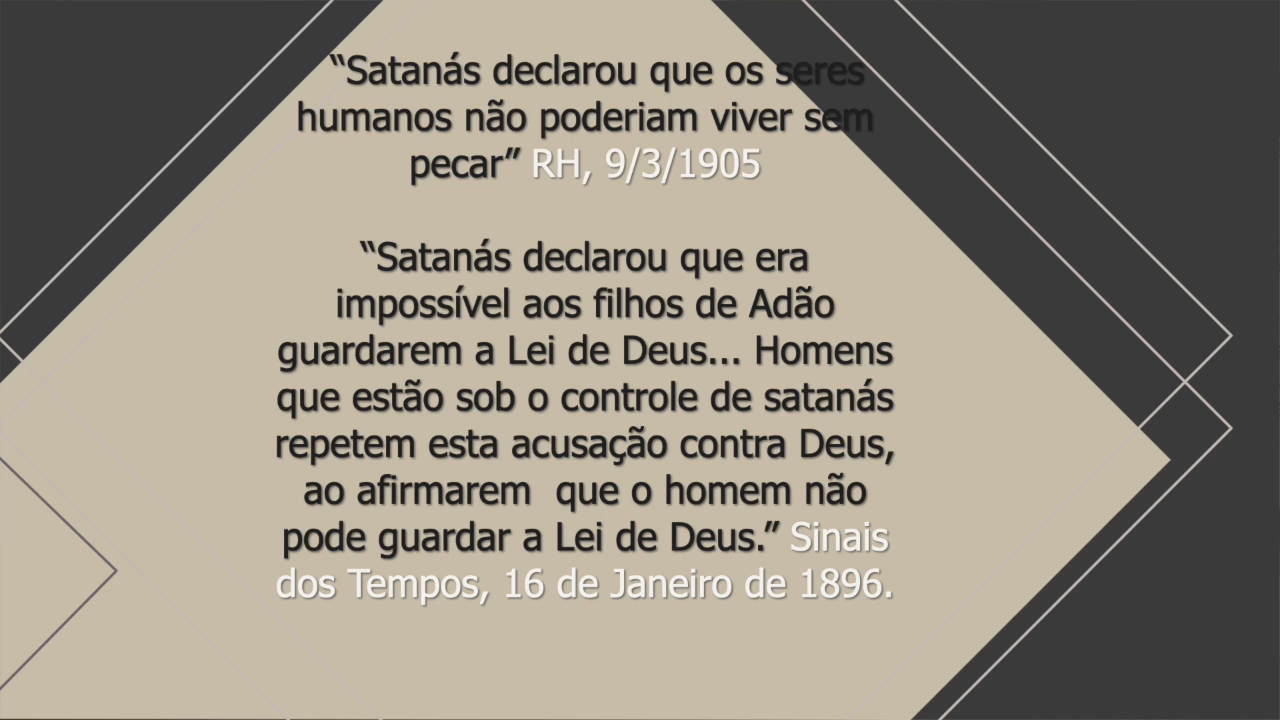 “Satanás declarou que os seres
humanos não poderiam viver sem
pecar” RH, 9/3/1905
“Satanás declarou que era
impossível aos filhos de Adão
guardarem a Lei de Deus... Homens
que estão sob o controle de satanás
repetem esta acusação contra Deus,
ao afirmarem  que o homem não
pode guardar a Lei de Deus.” Sinais
dos Tempos, 16 de Janeiro de 1896.